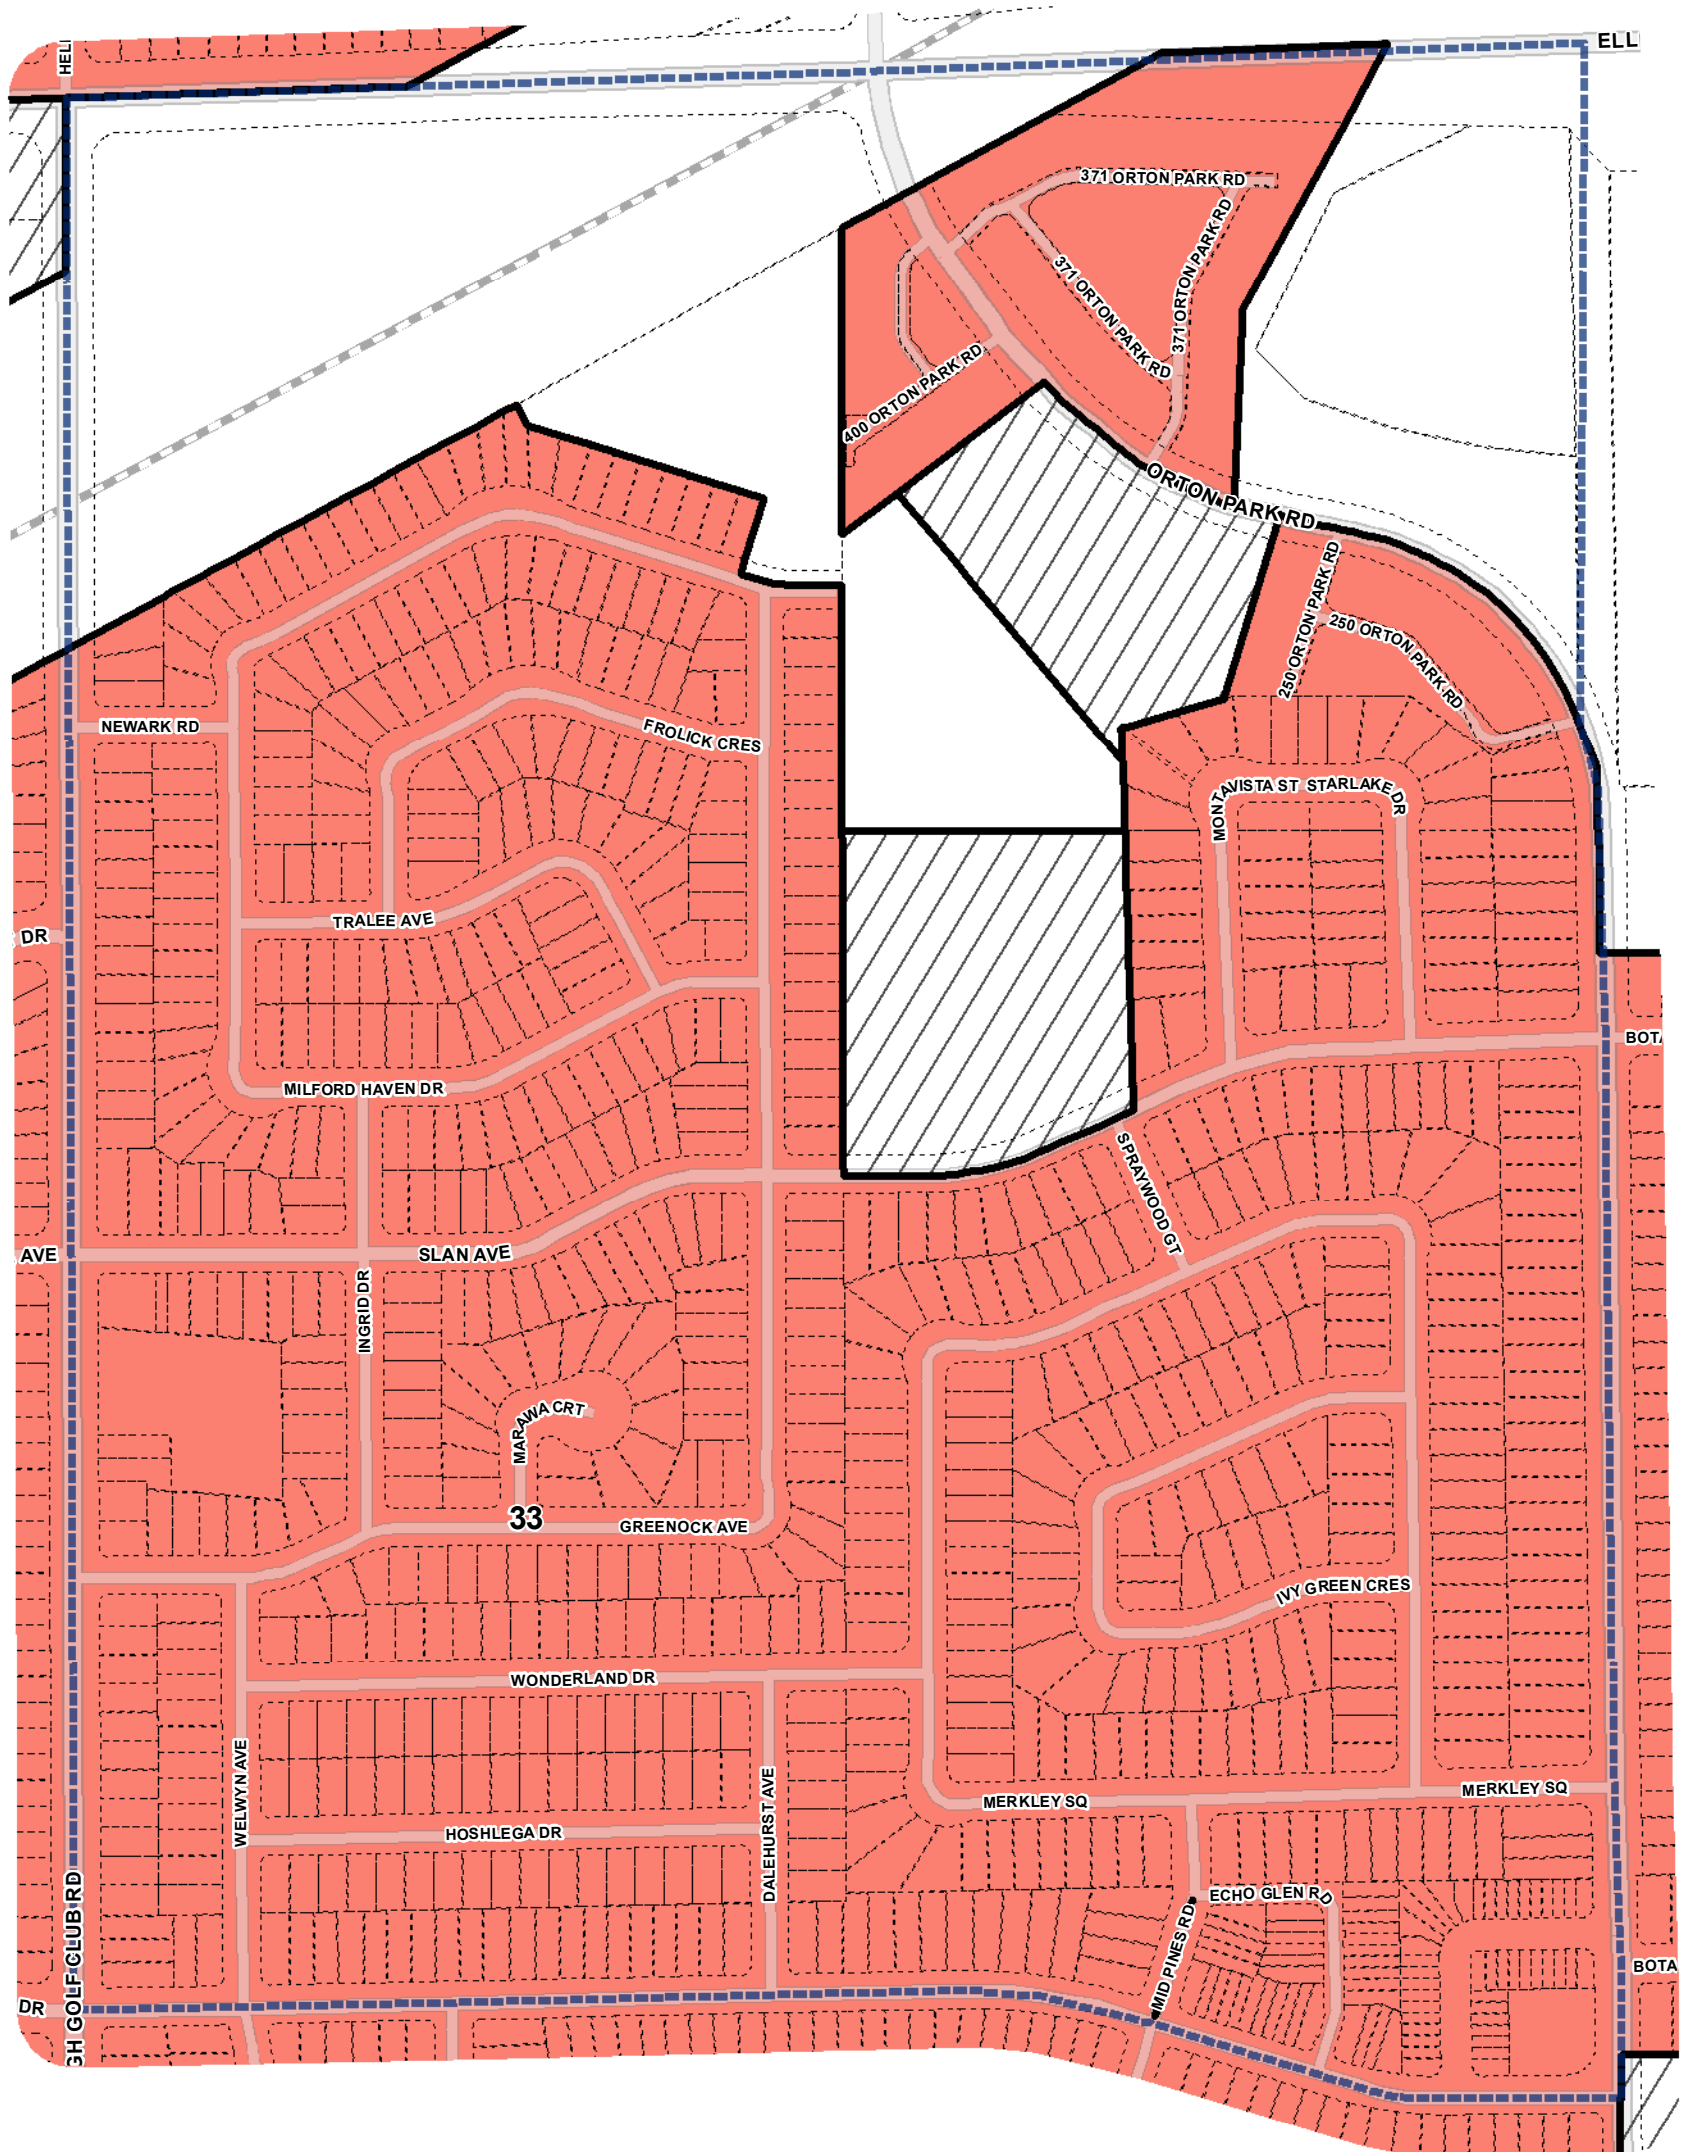 ELL
HELI
371 ORTON PARK RD
371 ORTON PARK RD
371 ORTON PARK RD
400 ORTON PARK RD
ORTON PARK RD
250 ORTON PARK RD
250 ORTON PARK RD
NEWARK RD
FROLICK CRES
MONTAVISTA ST
STARLAKE DR
TRALEE AVE
DR
BOTA
MILFORD HAVEN DR
SPRAYWOOD GT
AVE
SLAN AVE
INGRID DR
MARAWA CRT
33
GREENOCK AVE
IVY GREEN CRES
WONDERLAND DR
WELWYN AVE
DALEHURST AVE
MERKLEY SQ
MERKLEY SQ
HOSHLEGA DR
ECHO GLEN RD
MID PINES RD
BOTA
GH GOLF CLUB RD
DR